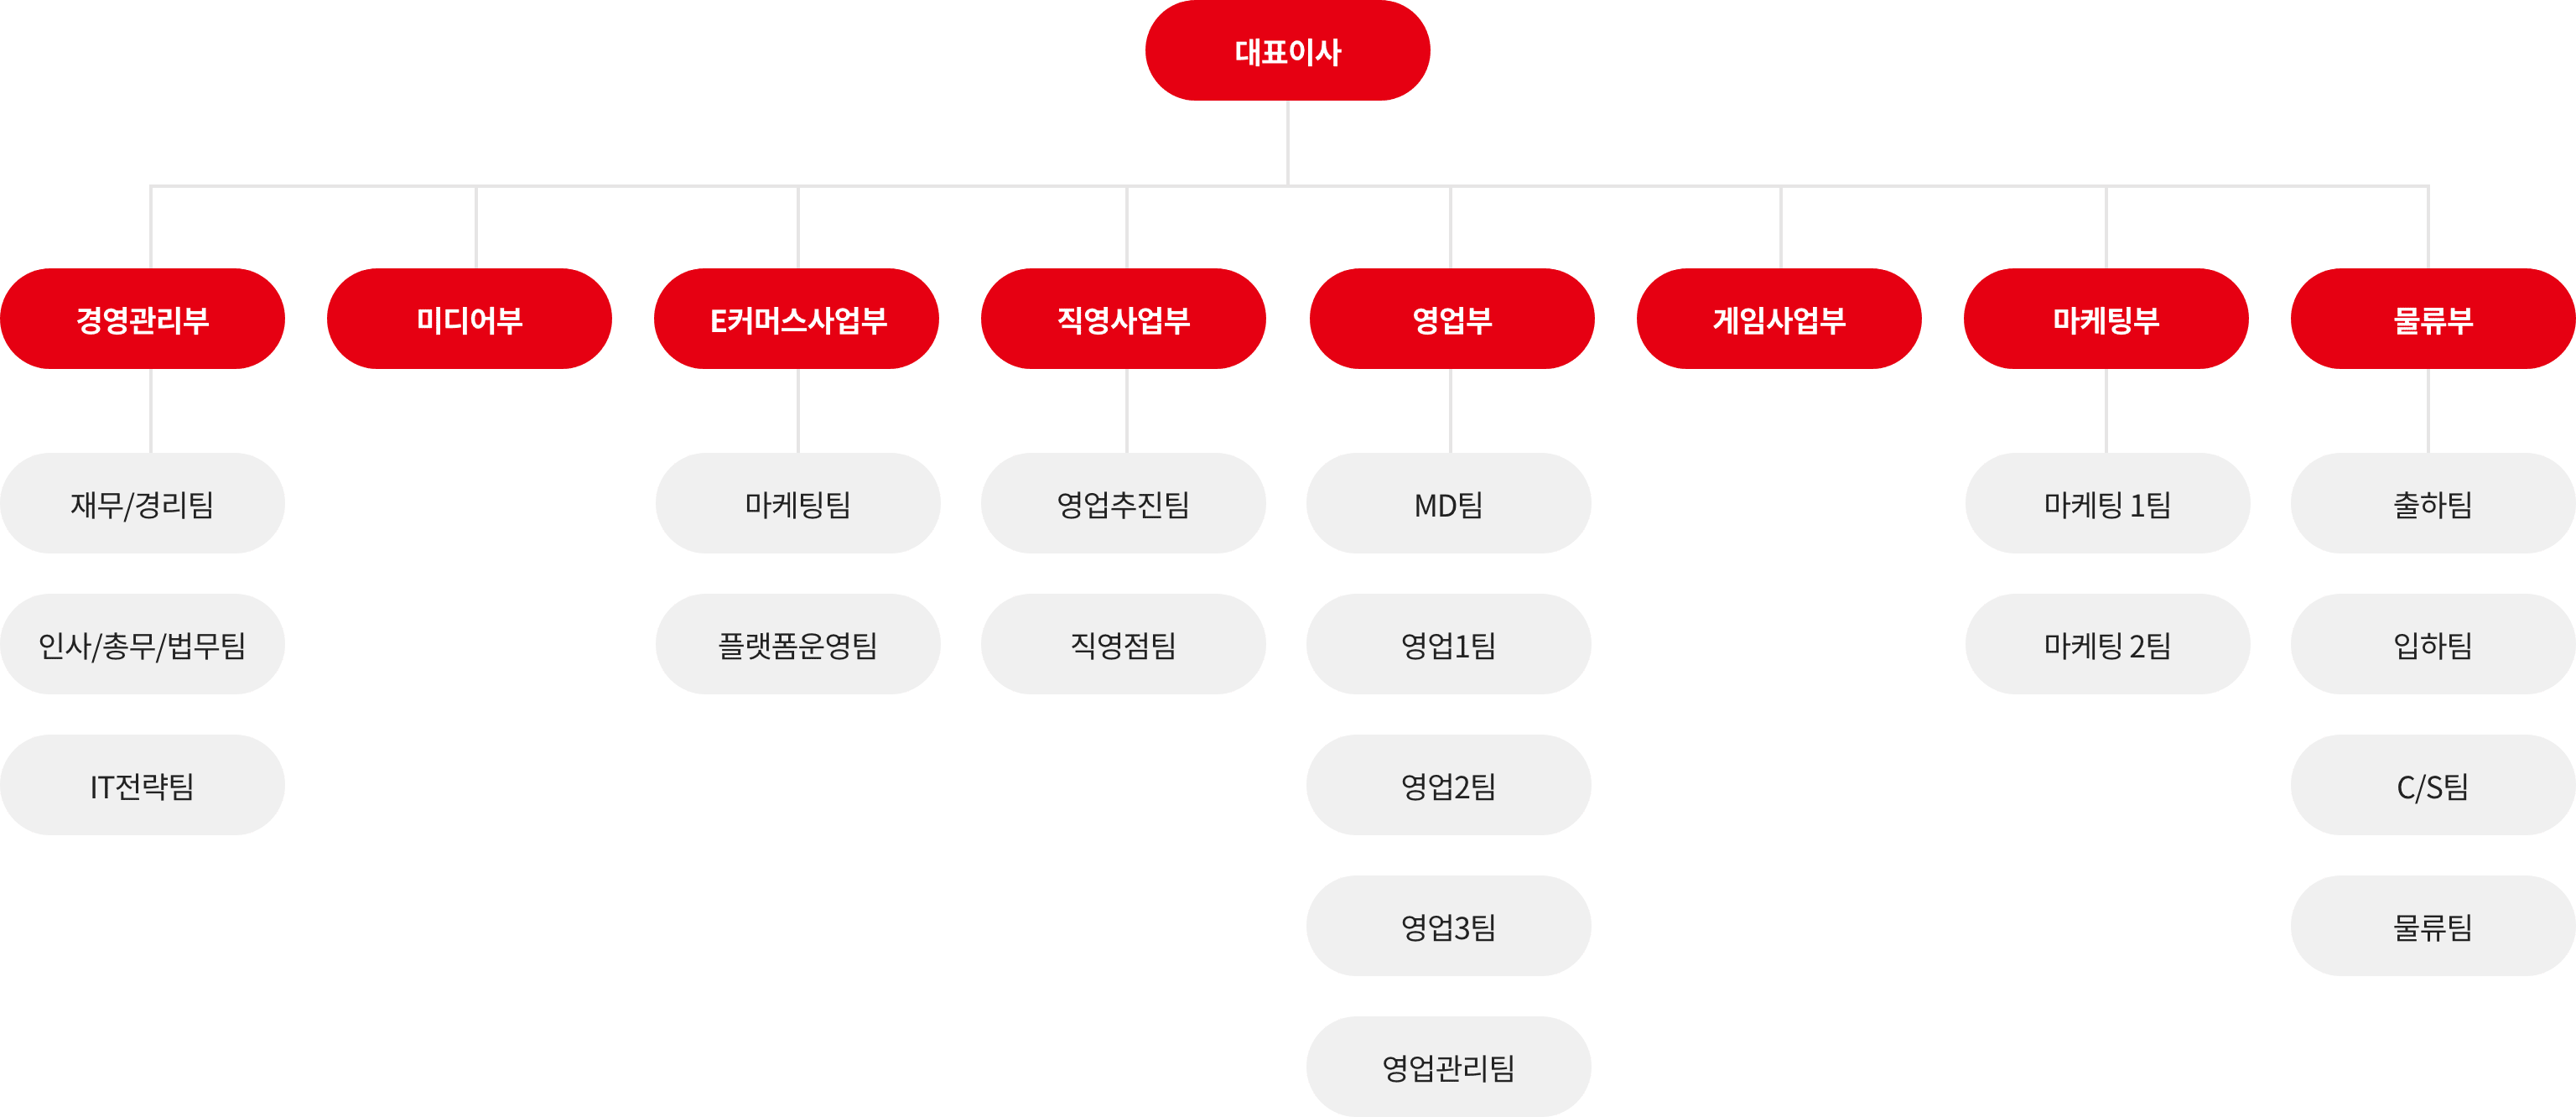 대표이사
경영관리부
미디어부
E커머스사업부
직영사업부
영업부
게임사업부
마케팅부
물류부
재무/경리팀
마케팅팀
영업추진팀
MD팀
마케팅 1팀
출하팀
인사/총무/법무팀
플랫폼운영팀
직영점팀
영업1팀
마케팅 2팀
입하팀
IT전략팀
영업2팀
C/S팀
영업3팀
물류팀
영업관리팀